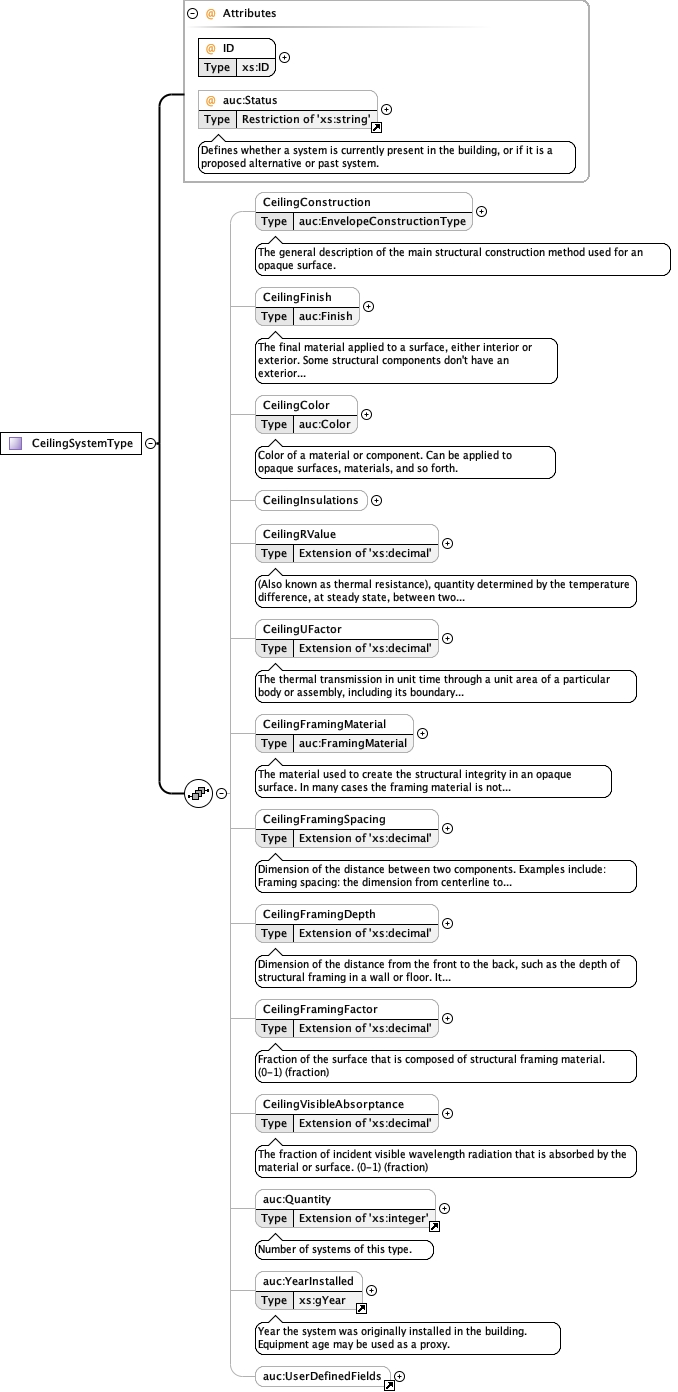 @ Attributes
@ ID
Type xs:ID
@ auc:Status
Type Restriction of 'xs:string'
Defines whether a system is currently present in the building, or if it is a
proposed alternative or past system.
CeilingConstruction
Type auc:EnvelopeConstructionType
The general description of the main structural construction method used for an
opaque surface.
CeilingFinish
Type auc:Finish
The final material applied to a surface, either interior or
exterior. Some structural components don't have an
exterior...
CeilingColor
Type auc:Color
Color of a material or component. Can be applied to
opaque surfaces, materials, and so forth.
CeilingSystemType
CeilingInsulations
CeilingRValue
Type Extension of 'xs:decimal'
(Also known as thermal resistance), quantity determined by the temperature
difference, at steady state, between two...
CeilingUFactor
Type Extension of 'xs:decimal'
The thermal transmission in unit time through a unit area of a particular
body or assembly, including its boundary...
CeilingFramingMaterial
Type auc:FramingMaterial
The material used to create the structural integrity in an opaque
surface. In many cases the framing material is not...
CeilingFramingSpacing
Type Extension of 'xs:decimal'
Dimension of the distance between two components. Examples include:
Framing spacing: the dimension from centerline to...
CeilingFramingDepth
Type Extension of 'xs:decimal'
Dimension of the distance from the front to the back, such as the depth of
structural framing in a wall or floor. It...
CeilingFramingFactor
Type Extension of 'xs:decimal'
Fraction of the surface that is composed of structural framing material.
(0-1) (fraction)
CeilingVisibleAbsorptance
Type Extension of 'xs:decimal'
The fraction of incident visible wavelength radiation that is absorbed by the
material or surface. (0-1) (fraction)
auc:Quantity
Type Extension of 'xs:integer'
Number of systems of this type.
auc:YearInstalled
Type xs:gYear
Year the system was originally installed in the building.
Equipment age may be used as a proxy.
auc:UserDefinedFields